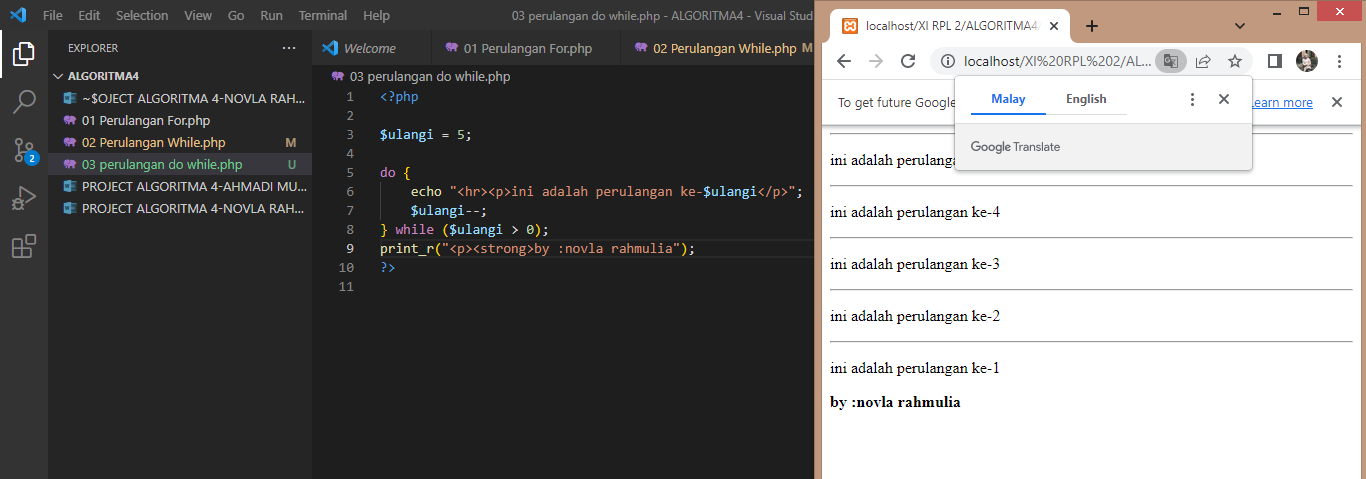 File Edit Selection View Go Run Terminal Help 03 perulangan do while.php - ALGORITMA4 - Visual Stud
EXPLORER
ALGORITMA4
~$OJECT ALGORITMA 4-NOVLA RAH...
01 Perulangan For.php
02 Perulangan While.php M
03 perulangan do while.php U
PROJECT ALGORITMA 4-AHMADI MU...
PROJECT ALGORITMA 4-NOVLA RAH...
2
Welcome 01 Perulangan For.php 02 Perulangan While.php M
03 perulangan do while.php
1 <?php
2
3 $ulangi = 5;
4
5 do {
6 echo "<hr><p>ini adalah perulangan ke-$ulangi</p>";
7 $ulangi--;
8 } while ($ulangi > 0);
9 print_r("<p><strong>by :novla rahmulia");
10 ?>
11
localhost/XI RPL 2/ALGORITMA4/
localhost/XI%20RPL%202/AL...
To get future Google Learn more
Malay English
Google Translate
ini adalah perulanga
ini adalah perulangan ke-4
ini adalah perulangan ke-3
ini adalah perulangan ke-2
ini adalah perulangan ke-1
by :novla rahmulia